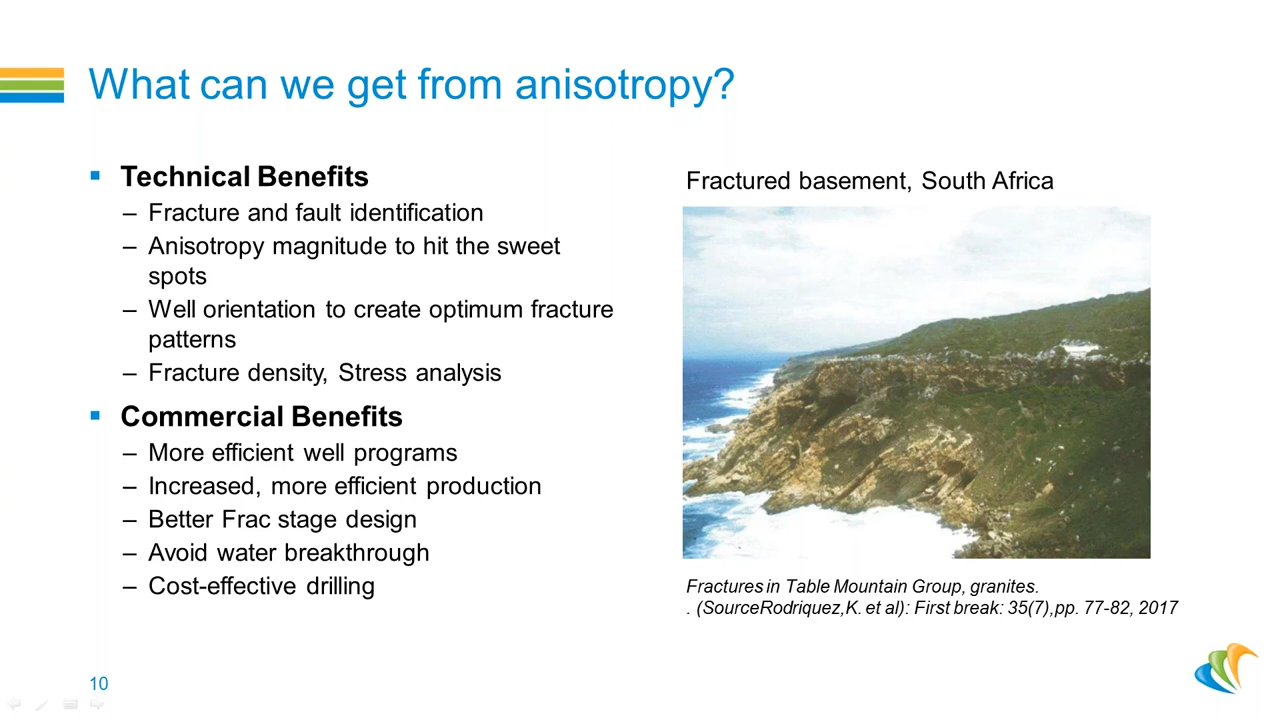 What can we get from anisotropy?
▪ Technical Benefits
– Fracture and fault identification
– Anisotropy magnitude to hit the sweet
spots
– Well orientation to create optimum fracture
patterns
– Fracture density, Stress analysis
▪ Commercial Benefits
– More efficient well programs
– Increased, more efficient production
– Better Frac stage design
– Avoid water breakthrough
– Cost-effective drilling
Fractured basement, South Africa
Fractures in Table Mountain Group, granites.
. (SourceRodriquez,K. et al): First break: 35(7),pp. 77-82, 2017
10